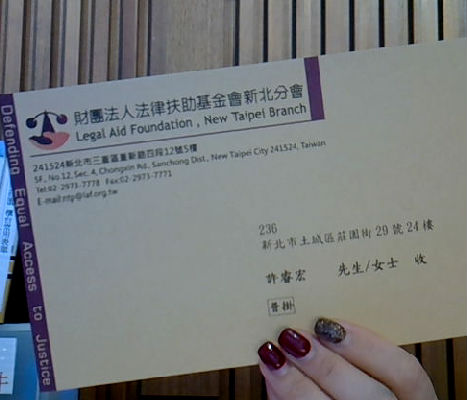 財團法人法律扶助基金會新北分會
Legal Aid Foundation, New Taipei Branch
241524新北市三重區重新路四段12號5樓
5F, No.12, Sec. 4, Chongxin Rd., Sanchong Dist., New Taipei City 241524, Taiwan
Tel:02-2973-7778 Fax:02-2973-7771
E-mail:ntp@laf.org.tw
Defending Equal Access to Justice
236
新北市土城區莊園街29號24樓
許睿宏 先生/女士 收
普掛